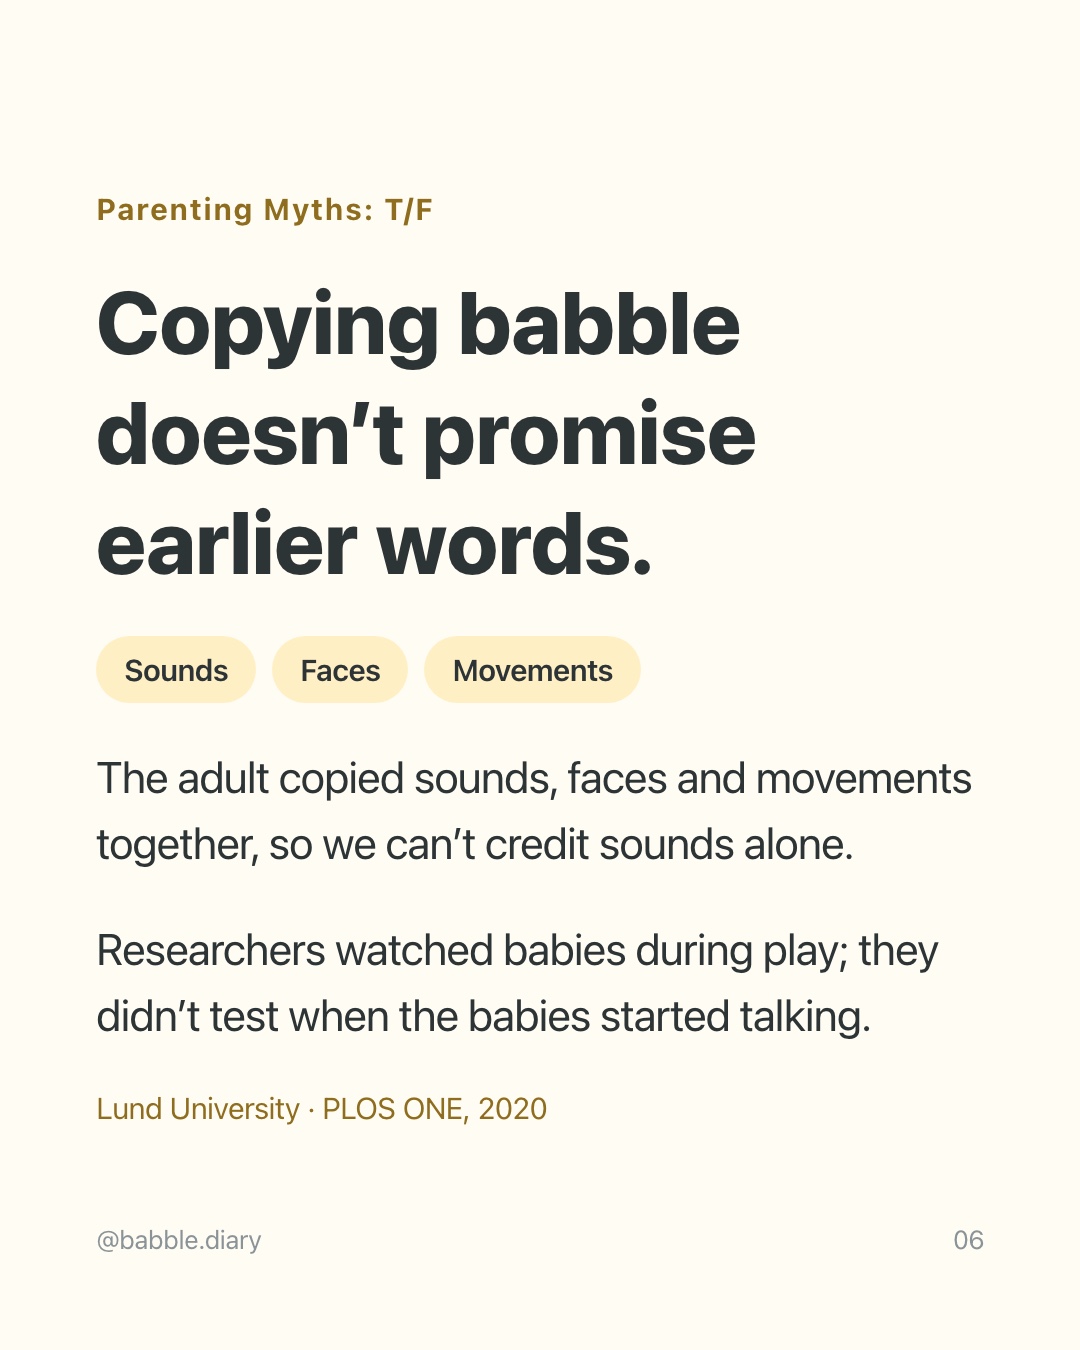 Parenting Myths: T/F
Copying babble
doesn’t promise
earlier words.
Sounds Faces Movements
The adult copied sounds, faces and movements
together, so we can’t credit sounds alone.
Researchers watched babies during play; they
didn’t test when the babies started talking.
Lund University · PLOS ONE, 2020
@babble.diary 06